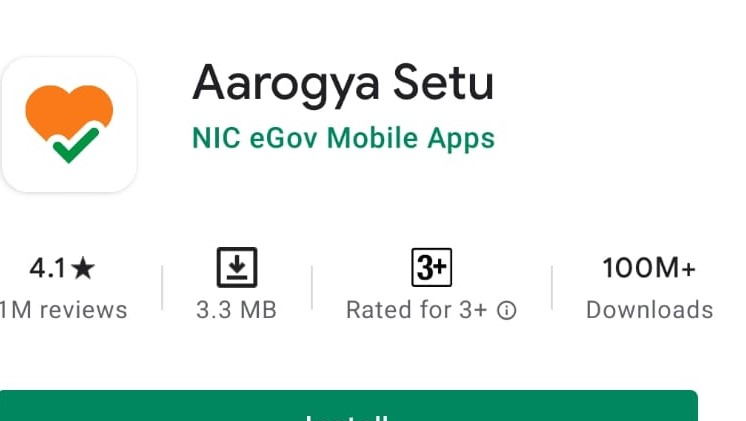 Aarogya Setu
NIC eGov Mobile Apps
4.1★
3.3 MB
3+
100M+
1M reviews
Rated for 3+
Downloads
Install